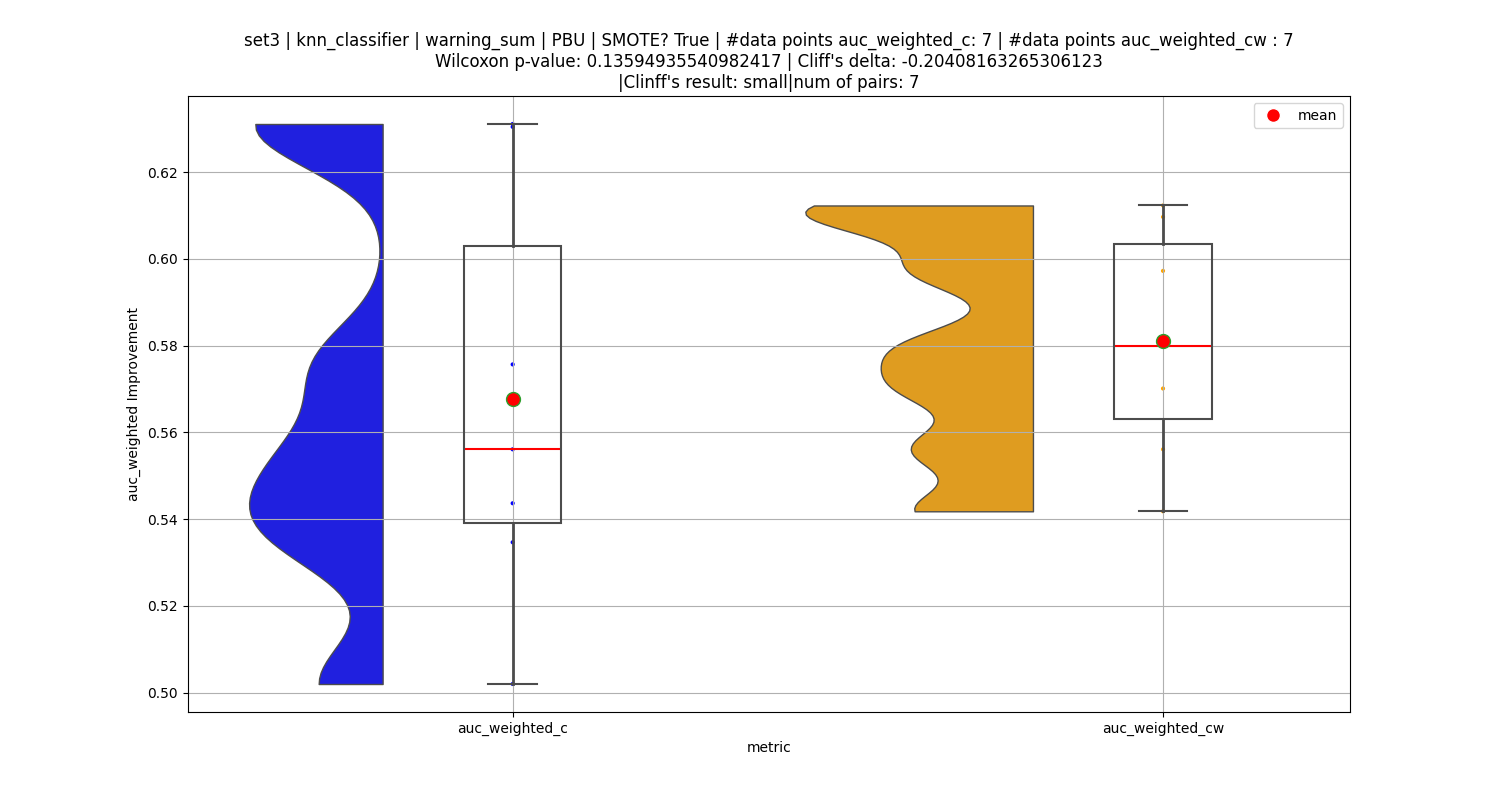 set3 | knn_classifier | warning_sum | PBU | SMOTE? True | #data points auc_weighted_c: 7 | #data points auc_weighted_cw : 7
Wilcoxon p-value: 0.13594935540982417 | Cliff's delta: -0.20408163265306123
|Clinff's result: small|num of pairs: 7
mean
0.62
0.60
0.58
0.56
0.54
0.52
0.50
auc_weighted Improvement
auc_weighted_c
auc_weighted_cw
metric